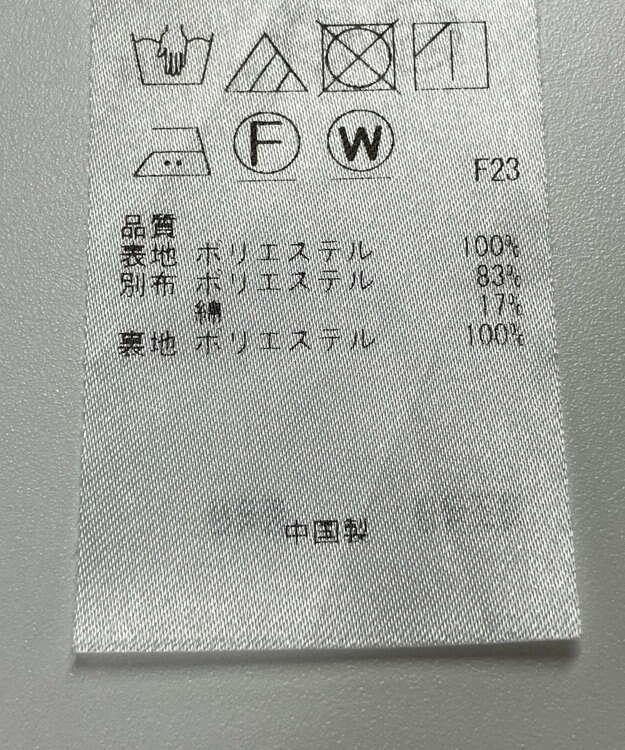 F W
F23
品質
表地 ポリエステル 100%
別布 ポリエステル 83%
綿 17%
裏地 ポリエステル 100%
中国製